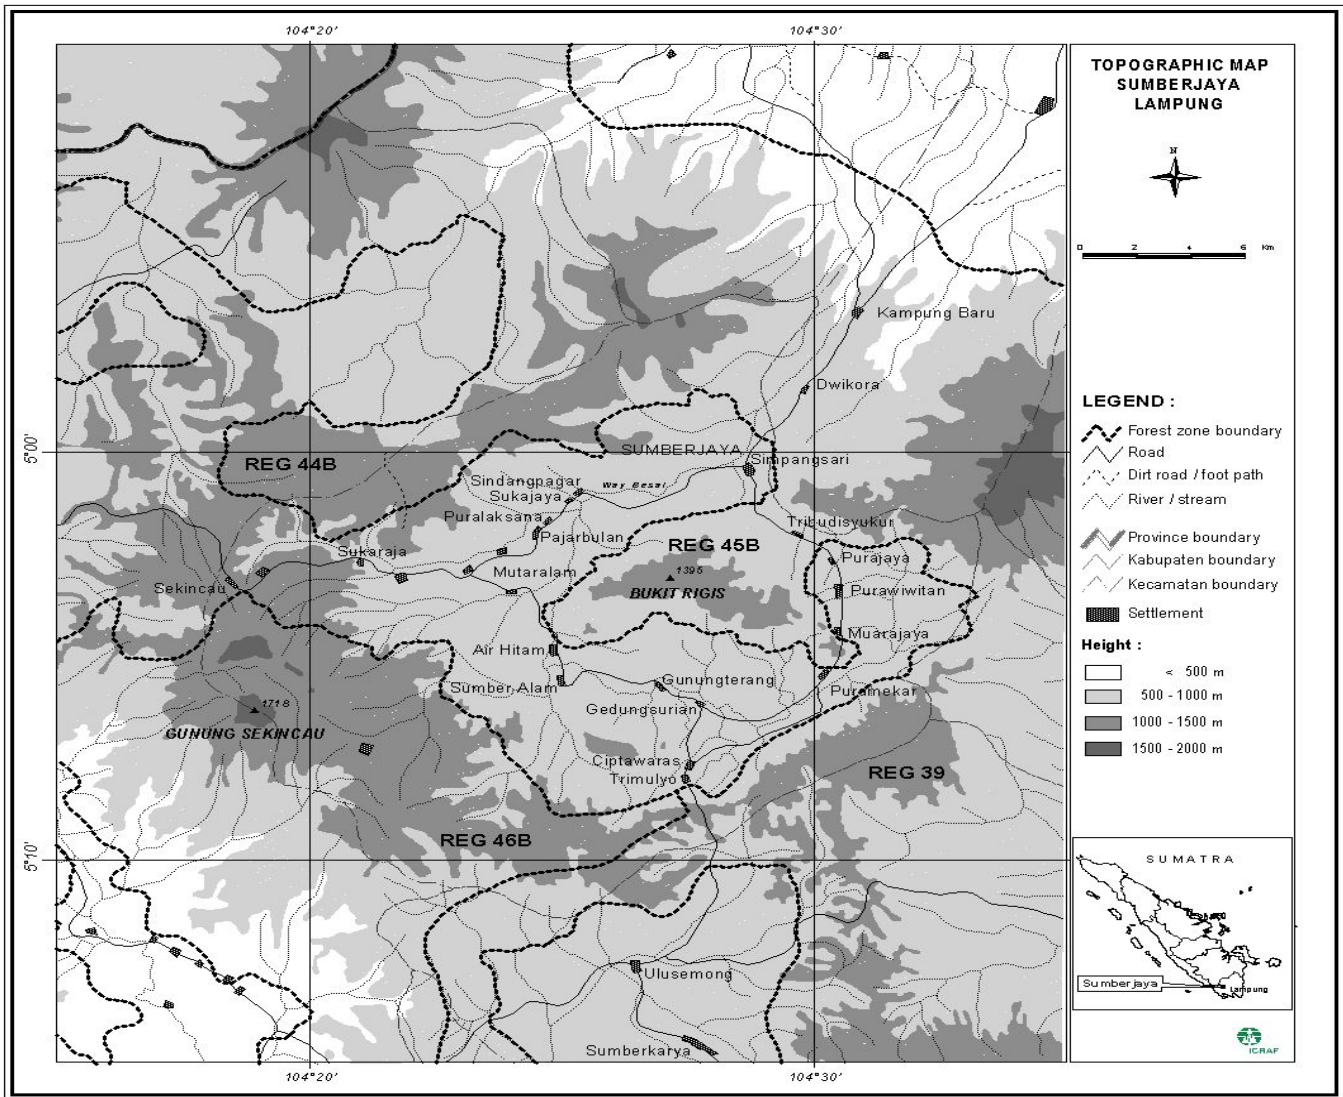 104°20'
104°30'
TOPOGRAPHIC MAP
SUMBERJAYA
LAMPUNG
N
0 2 4 6 Km
Kampung Baru
Dwikora
LEGEND :
Forest zone boundary
Road
Dirt road / foot path
River / stream
Province boundary
Kabupaten boundary
Kecamatan boundary
Settlement
Height :
< 500 m
500 - 1000 m
1000 - 1500 m
1500 - 2000 m
5°00'
SUMBERJAYA
Simpangsari
REG 44B
Sindangpagar
Sukajaya
Way Besai
Puralaksana
Pajarbulan
Tribudisyukur
REG 45B
Sukaraja
Purajaya
Mutaralam
1395
BUKIT RIGIS
Sekincau
Purawiwitan
Muarajaya
Air Hitam
Sumber Alam
Gunungterang
Puramekar
Gedungsurian
1718
GUNUNG SEKINCAU
Ciptawaras
Trimulyo
REG 39
REG 46B
5°10'
Ulusemong
Sumberkarya
SUMATRA
Sumberjaya
Lampung
ICRAF
104°20'
104°30'